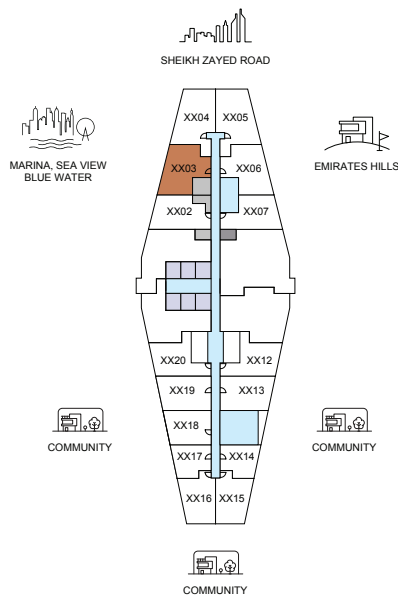 SHEIKH ZAYED ROAD
XX04 XX05
MARINA, SEA VIEW
BLUE WATER
XX03 XX06
EMIRATES HILLS
XX02 XX07
XX20 XX12
XX19 XX13
XX18
COMMUNITY
COMMUNITY
XX17 XX14
XX16 XX15
COMMUNITY